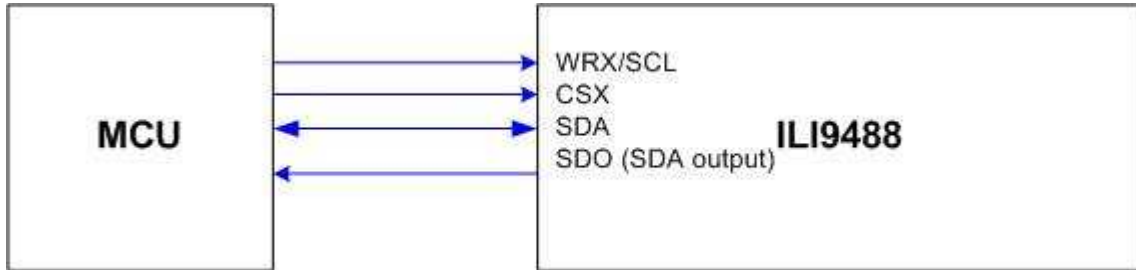 MCU
WRX/SCL
CSX
SDA
SDO (SDA output)
ILI9488